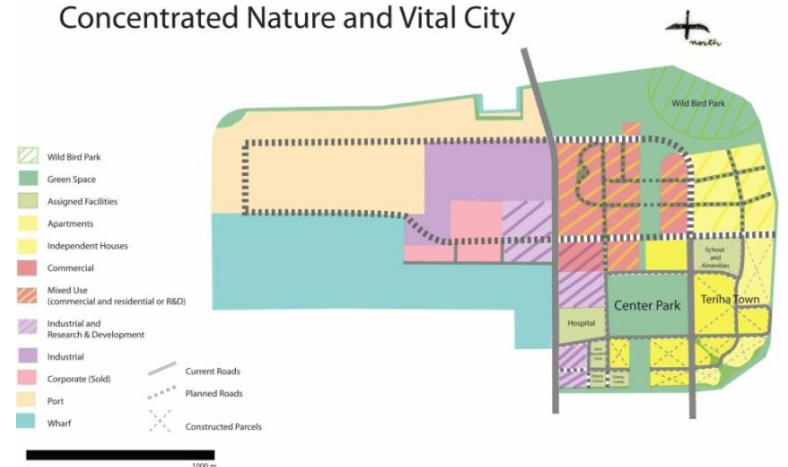 Concentrated Nature and Vital City
north
Wild Bird Park
Wild Bird Park
Green Space
Assigned Facilities
Apartments
Independent Houses
Commercial
Mixed Use
(commercial and residential or R&D)
Industrial and
Research & Development
Industrial
Corporate (Sold)
Port
Wharf
Current Roads
Planned Roads
Constructed Parcels
School
and
Amenities
Center Park
Teriha Town
Hospital
1000 m